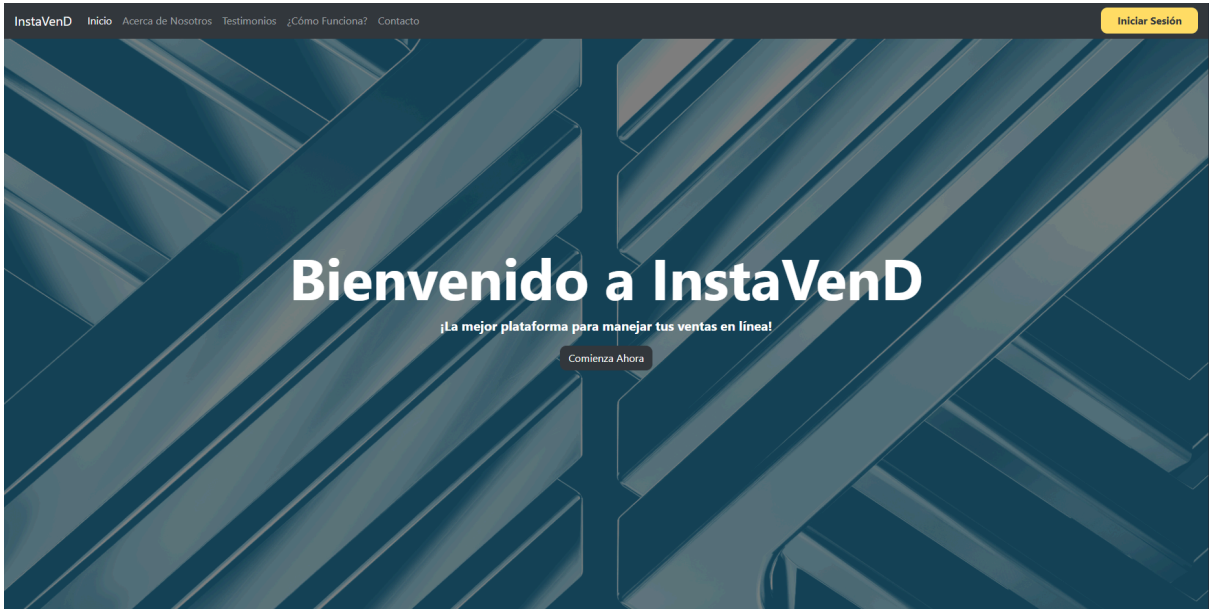 InstaVenD Inicio Acerca de Nosotros Testimonios ¿Cómo Funciona? Contacto Iniciar Sesión
Bienvenido a InstaVenD
¡La mejor plataforma para manejar tus ventas en línea!
Comienza Ahora